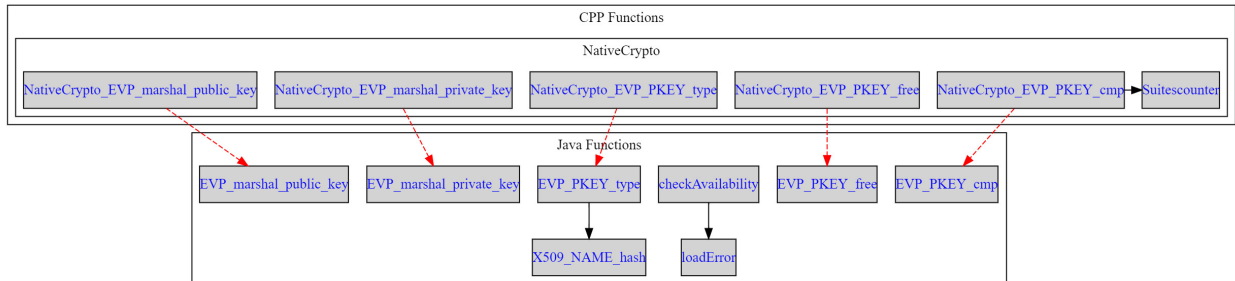 CPP Functions
NativeCrypto
NativeCrypto_EVP_marshal_public_key
NativeCrypto_EVP_marshal_private_key
NativeCrypto_EVP_PKEY_type
NativeCrypto_EVP_PKEY_free
NativeCrypto_EVP_PKEY_cmp
Suitescounter
Java Functions
EVP_marshal_public_key
EVP_marshal_private_key
EVP_PKEY_type
checkAvailability
EVP_PKEY_free
EVP_PKEY_cmp
X509_NAME_hash
loadError